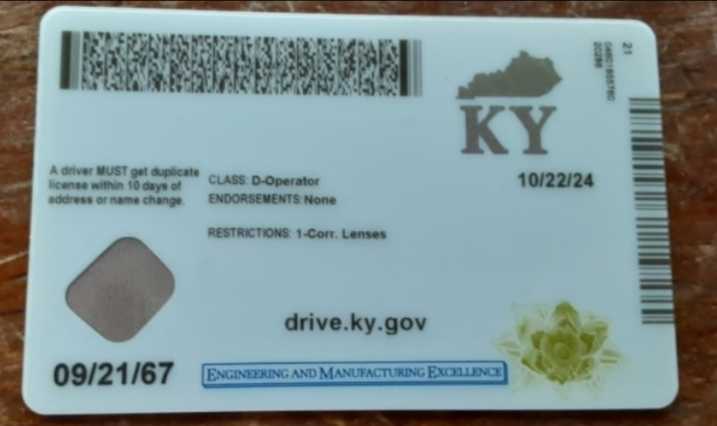 21
20288
KY
10/22/24
A driver MUST get duplicate
license within 10 days of
address or name change.
CLASS: D-Operator
ENDORSEMENTS: None
RESTRICTIONS: 1-Corr. Lenses
drive.ky.gov
09/21/67
ENGINEERING AND MANUFACTURING EXCELLENCE